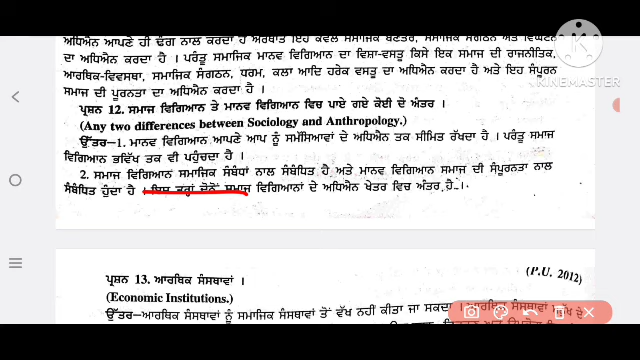 ਅਧਿਐਨ ਆਪਣੇ ਹੀ ਢੰਗ ਨਾਲ ਕਰਦਾ ਹੈ ਅਰਥਾਤ ਇਹ ਕੇਵਲ ਸਮਾਜਿਕ ਬਣਤਰ, ਸਮਾਜਿਕ ਸੰਗਠਨ ਅਤੇ ਵਿਘਟਨ
ਦਾ ਅਧਿਐਨ ਕਰਦਾ ਹੈ । ਪਰੰਤੂ ਸਮਾਜਿਕ ਮਾਨਵ ਵਿਗਿਆਨ ਦਾ ਵਿਸ਼ਾ-ਵਸਤੂ ਕਿਸੇ ਇਕ ਸਮਾਜ ਦੀ ਰਾਜਨੀਤਿਕ,
ਆਰਥਿਕ-ਵਿਵਸਥਾ, ਸਮਾਜਿਕ ਸੰਗਠਨ, ਧਰਮ, ਕਲਾ ਆਦਿ ਹਰੇਕ ਵਸਤੂ ਦਾ ਅਧਿਐਨ ਕਰਦਾ ਹੈ ਅਤੇ ਇਹ ਸੰਪੂਰਨ
ਸਮਾਜ ਦੀ ਪੂਰਨਤਾ ਦਾ ਅਧਿਐਨ ਕਰਦਾ ਹੈ ।
ਪ੍ਰਸ਼ਨ 12. ਸਮਾਜ ਵਿਗਿਆਨ ਤੇ ਮਾਨਵ ਵਿਗਿਆਨ ਵਿਚ ਪਾਏ ਗਏ ਕੋਈ ਦੋ ਅੰਤਰ ।
(Any two differences between Sociology and Anthropology.)
ਉੱਤਰ-1. ਮਾਨਵ ਵਿਗਿਆਨ ਆਪਣੇ ਆਪ ਨੂੰ ਸਮੱਸਿਆਵਾਂ ਦੇ ਅਧਿਐਨ ਤਕ ਸੀਮਿਤ ਰੱਖਦਾ ਹੈ । ਪਰੰਤੂ ਸਮਾਜ
ਵਿਗਿਆਨ ਭਵਿੱਖ ਤਕ ਵੀ ਪਹੁੰਚਦਾ ਹੈ ।
2. ਸਮਾਜ ਵਿਗਿਆਨ ਸਮਾਜਿਕ ਸੰਬੰਧਾਂ ਨਾਲ ਸੰਬੰਧਿਤ ਹੈ ਅਤੇ ਮਾਨਵ ਵਿਗਿਆਨ ਸਮਾਜ ਦੀ ਸੰਪੂਰਨਤਾ ਨਾਲ
ਸੰਬੰਧਿਤ ਹੁੰਦਾ ਹੈ । ਇਸ ਤਰ੍ਹਾਂ ਦੋਨੋਂ ਸਮਾਜ ਵਿਗਿਆਨਾਂ ਦੇ ਅਧਿਐਨ ਖੇਤਰ ਵਿਚ ਅੰਤਰ ਹੈ ।
ਪ੍ਰਸ਼ਨ 13. ਆਰਥਿਕ ਸੰਸਥਾਵਾਂ ।
(P.U. 2012)
(Economic Institutions.)
ਉੱਤਰ-ਆਰਥਿਕ ਸੰਸਥਾਵਾਂ ਨੂੰ ਸਮਾਜਿਕ ਸੰਸਥਾਵਾਂ ਤੋਂ ਵੱਖ ਨਹੀਂ ਕੀਤਾ ਜਾ ਸਕਦਾ ।
KINEMASTER